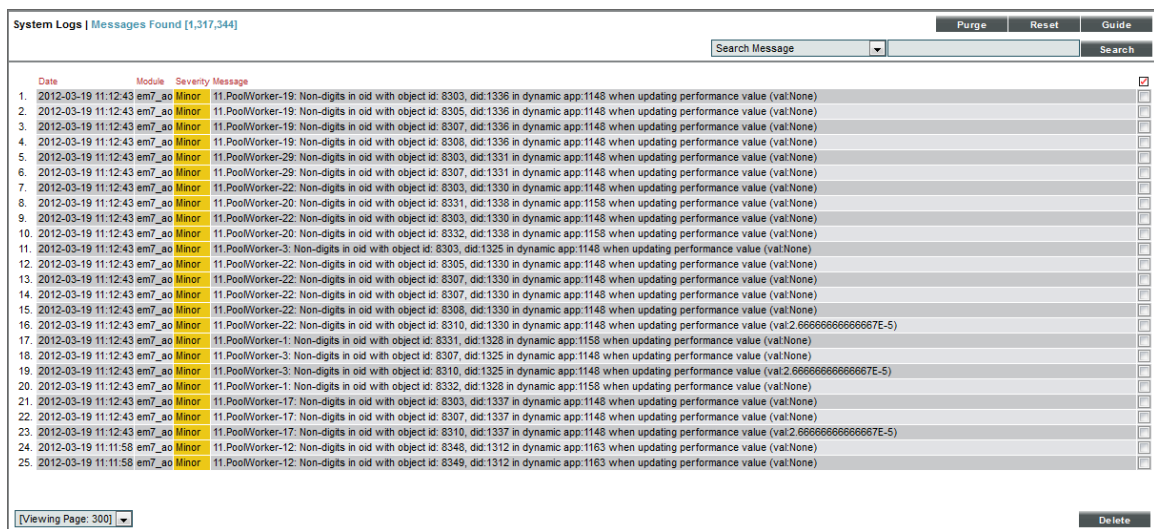 System Logs | Messages Found [1,317,344] Purge Reset Guide
Search Message Search
Date Module Severity Message
1. 2012-03-19 11:12:43 em7_ao Minor 11.PoolWorker-19: Non-digits in oid with object id: 8303, did:1336 in dynamic app:1148 when updating performance value (val:None)
2. 2012-03-19 11:12:43 em7_ao Minor 11.PoolWorker-19: Non-digits in oid with object id: 8305, did:1336 in dynamic app:1148 when updating performance value (val:None)
3. 2012-03-19 11:12:43 em7_ao Minor 11.PoolWorker-19: Non-digits in oid with object id: 8307, did:1336 in dynamic app:1148 when updating performance value (val:None)
4. 2012-03-19 11:12:43 em7_ao Minor 11.PoolWorker-19: Non-digits in oid with object id: 8308, did:1336 in dynamic app:1148 when updating performance value (val:None)
5. 2012-03-19 11:12:43 em7_ao Minor 11.PoolWorker-29: Non-digits in oid with object id: 8303, did:1331 in dynamic app:1148 when updating performance value (val:None)
6. 2012-03-19 11:12:43 em7_ao Minor 11.PoolWorker-29: Non-digits in oid with object id: 8307, did:1331 in dynamic app:1148 when updating performance value (val:None)
7. 2012-03-19 11:12:43 em7_ao Minor 11.PoolWorker-22: Non-digits in oid with object id: 8303, did:1330 in dynamic app:1148 when updating performance value (val:None)
8. 2012-03-19 11:12:43 em7_ao Minor 11.PoolWorker-20: Non-digits in oid with object id: 8331, did:1338 in dynamic app:1158 when updating performance value (val:None)
9. 2012-03-19 11:12:43 em7_ao Minor 11.PoolWorker-22: Non-digits in oid with object id: 8303, did:1330 in dynamic app:1148 when updating performance value (val:None)
10. 2012-03-19 11:12:43 em7_ao Minor 11.PoolWorker-20: Non-digits in oid with object id: 8332, did:1338 in dynamic app:1158 when updating performance value (val:None)
11. 2012-03-19 11:12:43 em7_ao Minor 11.PoolWorker-3: Non-digits in oid with object id: 8303, did:1325 in dynamic app:1148 when updating performance value (val:None)
12. 2012-03-19 11:12:43 em7_ao Minor 11.PoolWorker-22: Non-digits in oid with object id: 8305, did:1330 in dynamic app:1148 when updating performance value (val:None)
13. 2012-03-19 11:12:43 em7_ao Minor 11.PoolWorker-22: Non-digits in oid with object id: 8307, did:1330 in dynamic app:1148 when updating performance value (val:None)
14. 2012-03-19 11:12:43 em7_ao Minor 11.PoolWorker-22: Non-digits in oid with object id: 8307, did:1330 in dynamic app:1148 when updating performance value (val:None)
15. 2012-03-19 11:12:43 em7_ao Minor 11.PoolWorker-22: Non-digits in oid with object id: 8308, did:1330 in dynamic app:1148 when updating performance value (val:None)
16. 2012-03-19 11:12:43 em7_ao Minor 11.PoolWorker-22: Non-digits in oid with object id: 8310, did:1330 in dynamic app:1148 when updating performance value (val:2.66666666666667E-5)
17. 2012-03-19 11:12:43 em7_ao Minor 11.PoolWorker-1: Non-digits in oid with object id: 8331, did:1328 in dynamic app:1158 when updating performance value (val:None)
18. 2012-03-19 11:12:43 em7_ao Minor 11.PoolWorker-3: Non-digits in oid with object id: 8307, did:1325 in dynamic app:1148 when updating performance value (val:None)
19. 2012-03-19 11:12:43 em7_ao Minor 11.PoolWorker-3: Non-digits in oid with object id: 8310, did:1325 in dynamic app:1148 when updating performance value (val:2.66666666666667E-5)
20. 2012-03-19 11:12:43 em7_ao Minor 11.PoolWorker-1: Non-digits in oid with object id: 8332, did:1328 in dynamic app:1158 when updating performance value (val:None)
21. 2012-03-19 11:12:43 em7_ao Minor 11.PoolWorker-17: Non-digits in oid with object id: 8303, did:1337 in dynamic app:1148 when updating performance value (val:None)
22. 2012-03-19 11:12:43 em7_ao Minor 11.PoolWorker-17: Non-digits in oid with object id: 8307, did:1337 in dynamic app:1148 when updating performance value (val:None)
23. 2012-03-19 11:12:43 em7_ao Minor 11.PoolWorker-17: Non-digits in oid with object id: 8310, did:1337 in dynamic app:1148 when updating performance value (val:2.66666666666667E-5)
24. 2012-03-19 11:11:58 em7_ao Minor 11.PoolWorker-12: Non-digits in oid with object id: 8348, did:1312 in dynamic app:1163 when updating performance value (val:None)
25. 2012-03-19 11:11:58 em7_ao Minor 11.PoolWorker-12: Non-digits in oid with object id: 8349, did:1312 in dynamic app:1163 when updating performance value (val:None)
[Viewing Page: 300] Delete